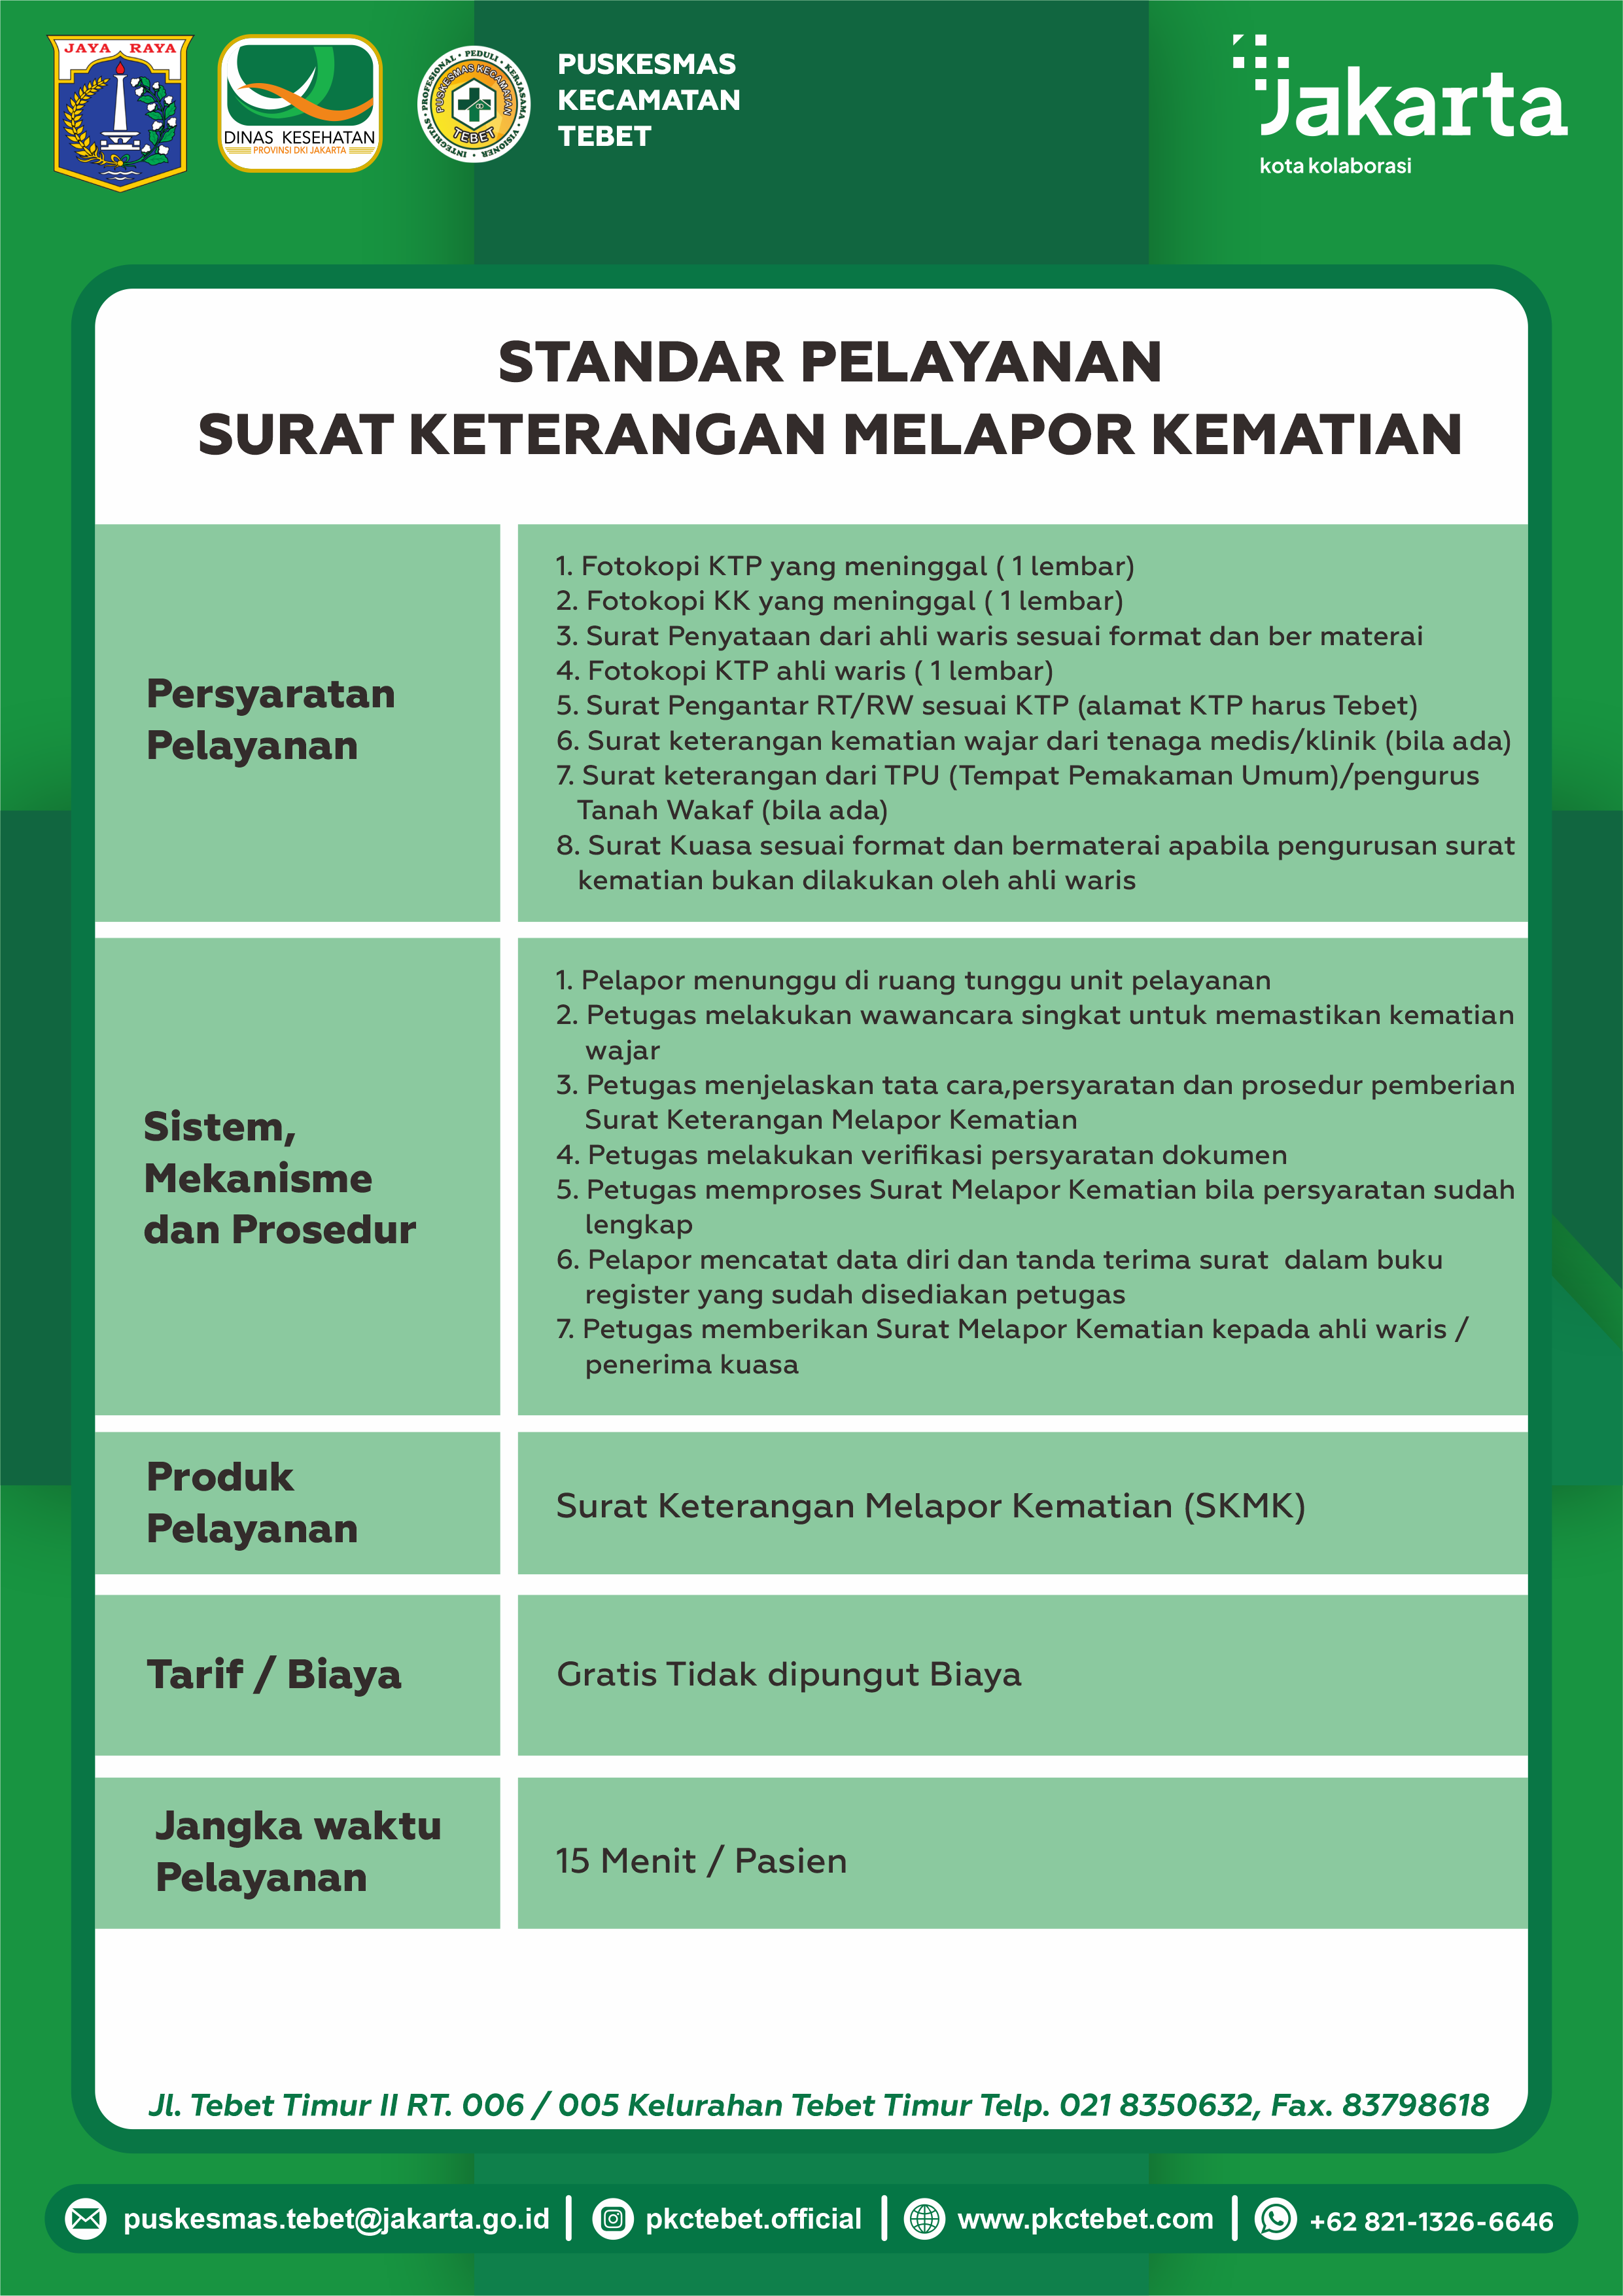 JAYA RAYA
DINAS KESEHATAN
PROVINSI DKI JAKARTA
PROFESIONAL • PEDULI • KERJASAMA • VISIONER • INTEGRITAS
PUSKESMAS KECAMATAN
TEBET
PUSKESMAS
KECAMATAN
TEBET
Jakarta
kota kolaborasi
STANDAR PELAYANAN
SURAT KETERANGAN MELAPOR KEMATIAN
Persyaratan
Pelayanan
1. Fotokopi KTP yang meninggal ( 1 lembar)
2. Fotokopi KK yang meninggal ( 1 lembar)
3. Surat Penyataan dari ahli waris sesuai format dan ber materai
4. Fotokopi KTP ahli waris ( 1 lembar)
5. Surat Pengantar RT/RW sesuai KTP (alamat KTP harus Tebet)
6. Surat keterangan kematian wajar dari tenaga medis/klinik (bila ada)
7. Surat keterangan dari TPU (Tempat Pemakaman Umum)/pengurus
Tanah Wakaf (bila ada)
8. Surat Kuasa sesuai format dan bermaterai apabila pengurusan surat
kematian bukan dilakukan oleh ahli waris
Sistem,
Mekanisme
dan Prosedur
1. Pelapor menunggu di ruang tunggu unit pelayanan
2. Petugas melakukan wawancara singkat untuk memastikan kematian
wajar
3. Petugas menjelaskan tata cara,persyaratan dan prosedur pemberian
Surat Keterangan Melapor Kematian
4. Petugas melakukan verifikasi persyaratan dokumen
5. Petugas memproses Surat Melapor Kematian bila persyaratan sudah
lengkap
6. Pelapor mencatat data diri dan tanda terima surat  dalam buku
register yang sudah disediakan petugas
7. Petugas memberikan Surat Melapor Kematian kepada ahli waris /
penerima kuasa
Produk
Pelayanan
Surat Keterangan Melapor Kematian (SKMK)
Tarif / Biaya
Gratis Tidak dipungut Biaya
Jangka waktu
Pelayanan
15 Menit / Pasien
Jl. Tebet Timur II RT. 006 / 005 Kelurahan Tebet Timur Telp. 021 8350632, Fax. 83798618
puskesmas.tebet@jakarta.go.id | pkctebet.official | www.pkctebet.com | +62 821-1326-6646